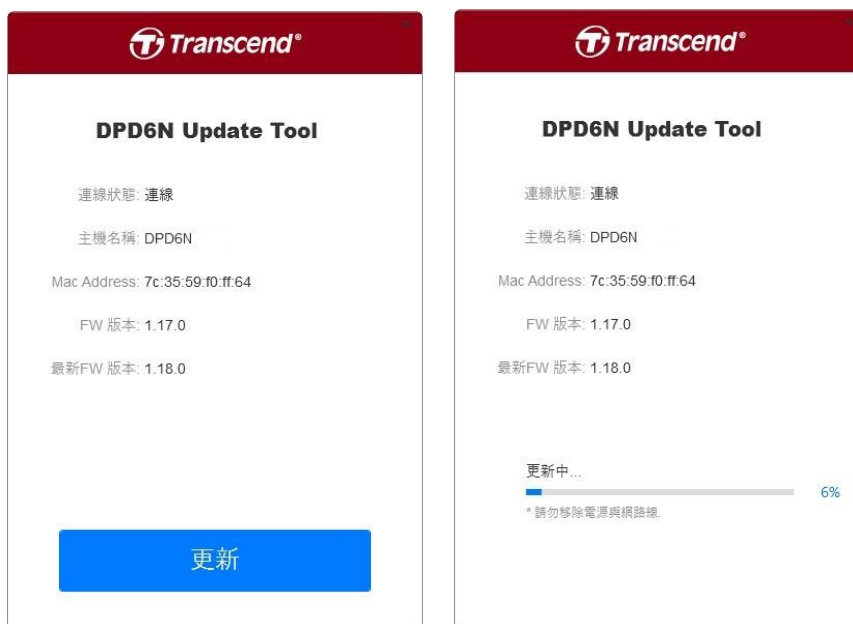 Transcend®
DPD6N Update Tool
連線狀態: 連線
主機名稱: DPD6N
Mac Address: 7c:35:59:f0:ff:64
FW 版本: 1.17.0
最新FW 版本: 1.18.0
更新
Transcend®
DPD6N Update Tool
連線狀態: 連線
主機名稱: DPD6N
Mac Address: 7c:35:59:f0:ff:64
FW 版本: 1.17.0
最新FW 版本: 1.18.0
更新中...
6%
* 請勿移除電源與網路線.